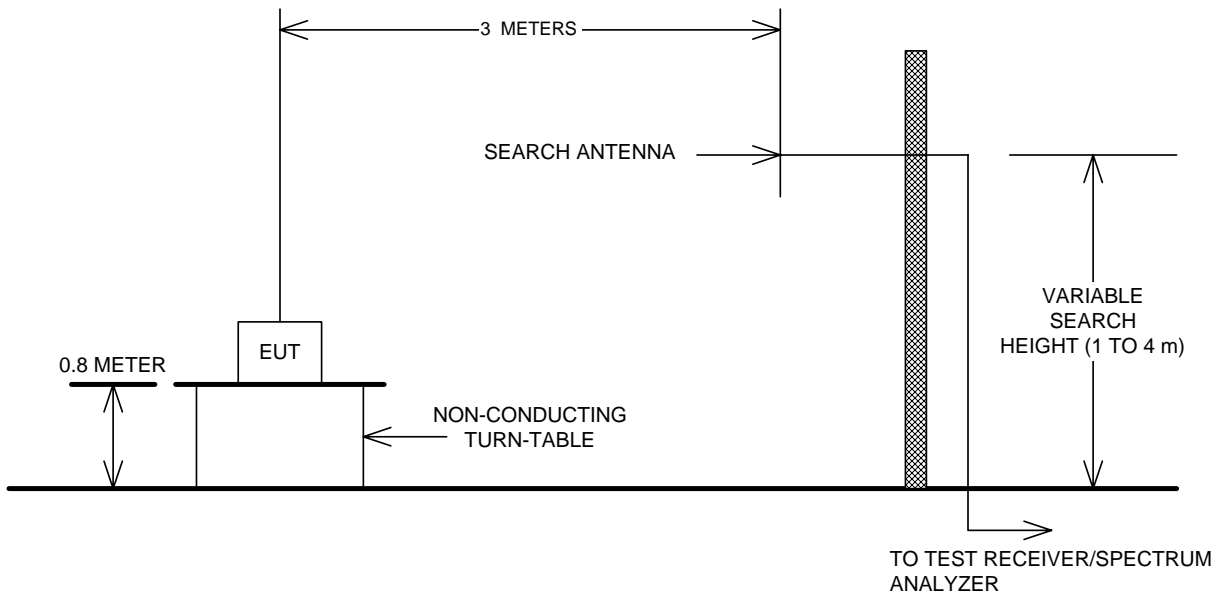 3 METERS
SEARCH ANTENNA
VARIABLE
SEARCH
HEIGHT (1 TO 4 m)
EUT
0.8 METER
NON-CONDUCTING
TURN-TABLE
TO TEST RECEIVER/SPECTRUM
ANALYZER